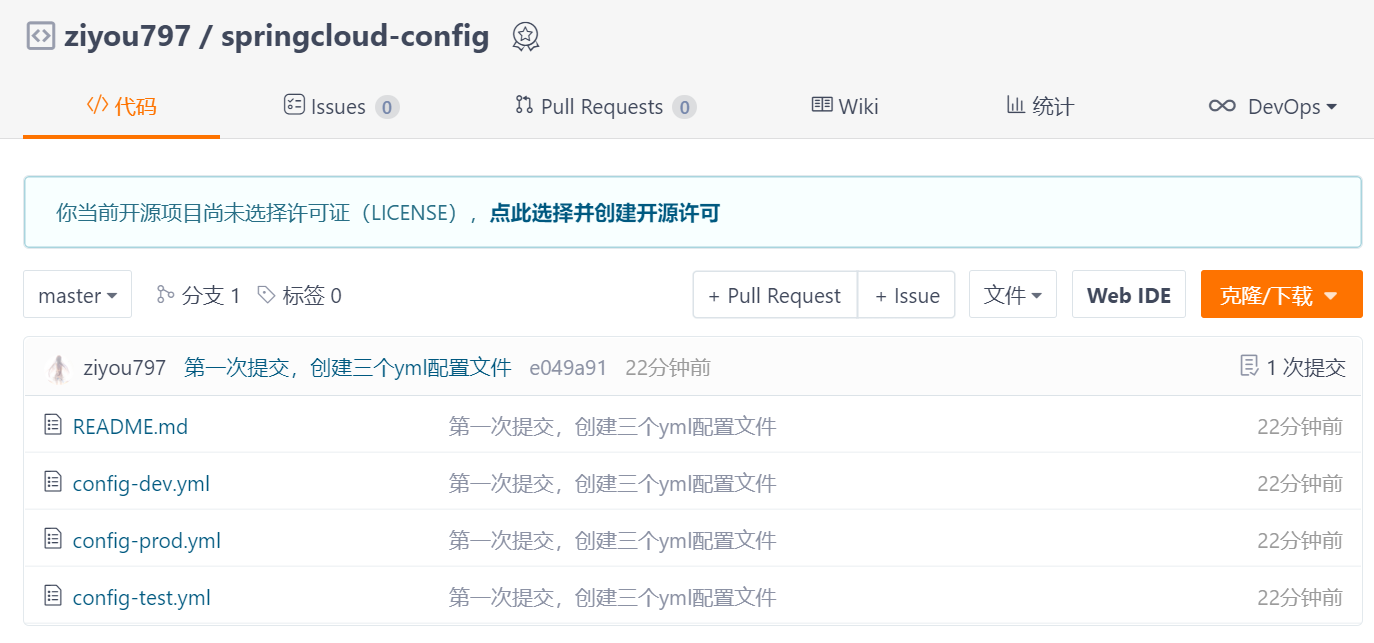 ziyou797 / springcloud-config
代码 Issues 0 Pull Requests 0 Wiki 统计 DevOps
你当前开源项目尚未选择许可证（LICENSE），点此选择并创建开源许可
master 分支 1 标签 0 + Pull Request + Issue 文件 Web IDE 克隆/下载
ziyou797 第一次提交，创建三个yml配置文件 e049a91 22分钟前 1 次提交
README.md 第一次提交，创建三个yml配置文件 22分钟前
config-dev.yml 第一次提交，创建三个yml配置文件 22分钟前
config-prod.yml 第一次提交，创建三个yml配置文件 22分钟前
config-test.yml 第一次提交，创建三个yml配置文件 22分钟前